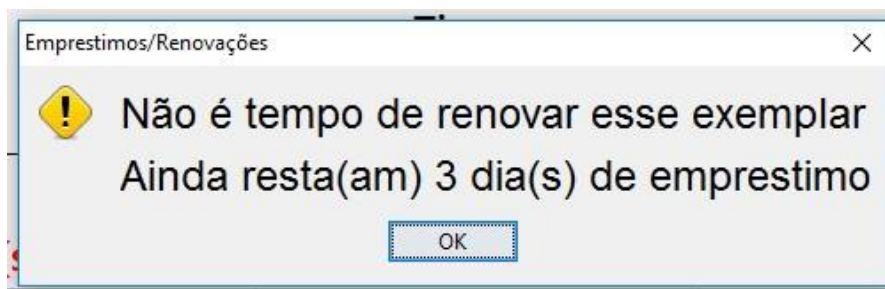 Emprestimos/Renovações
Não é tempo de renovar esse exemplar
Ainda resta(am) 3 dia(s) de emprestimo
OK